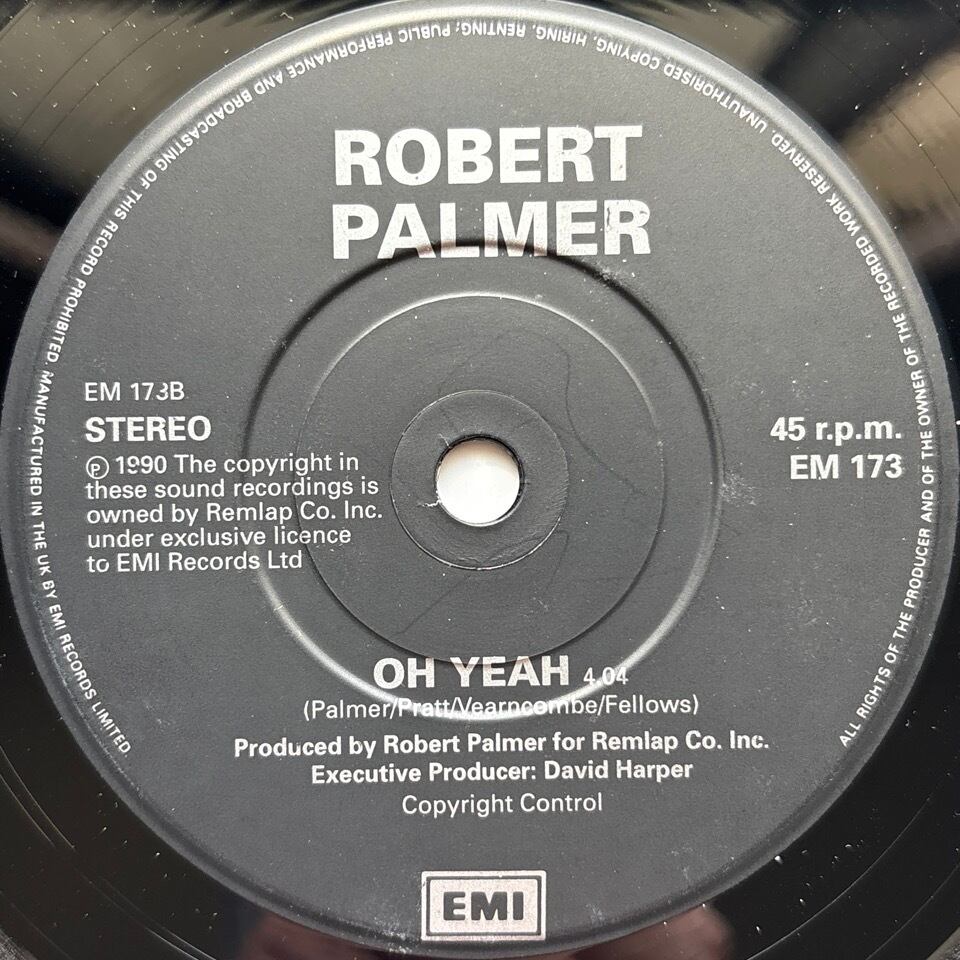 ROBERT
PALMER
EM 173B
STEREO
℗ 1990 The copyright in
these sound recordings is
owned by Remlap Co. Inc.
under exclusive licence
to EMI Records Ltd
45 r.p.m.
EM 173
OH YEAH 4.04
(Palmer/Pratt/Vearncombe/Fellows)
Produced by Robert Palmer for Remlap Co. Inc.
Executive Producer: David Harper
Copyright Control
EMI
ALL RIGHTS OF THE PRODUCER AND OF THE OWNER OF THE RECORDED WORK RESERVED. UNAUTHORISED COPYING, HIRING, RENTING, PUBLIC PERFORMANCE AND BROADCASTING OF THIS RECORD PROHIBITED. MANUFACTURED IN THE UK BY EMI RECORDS LIMITED